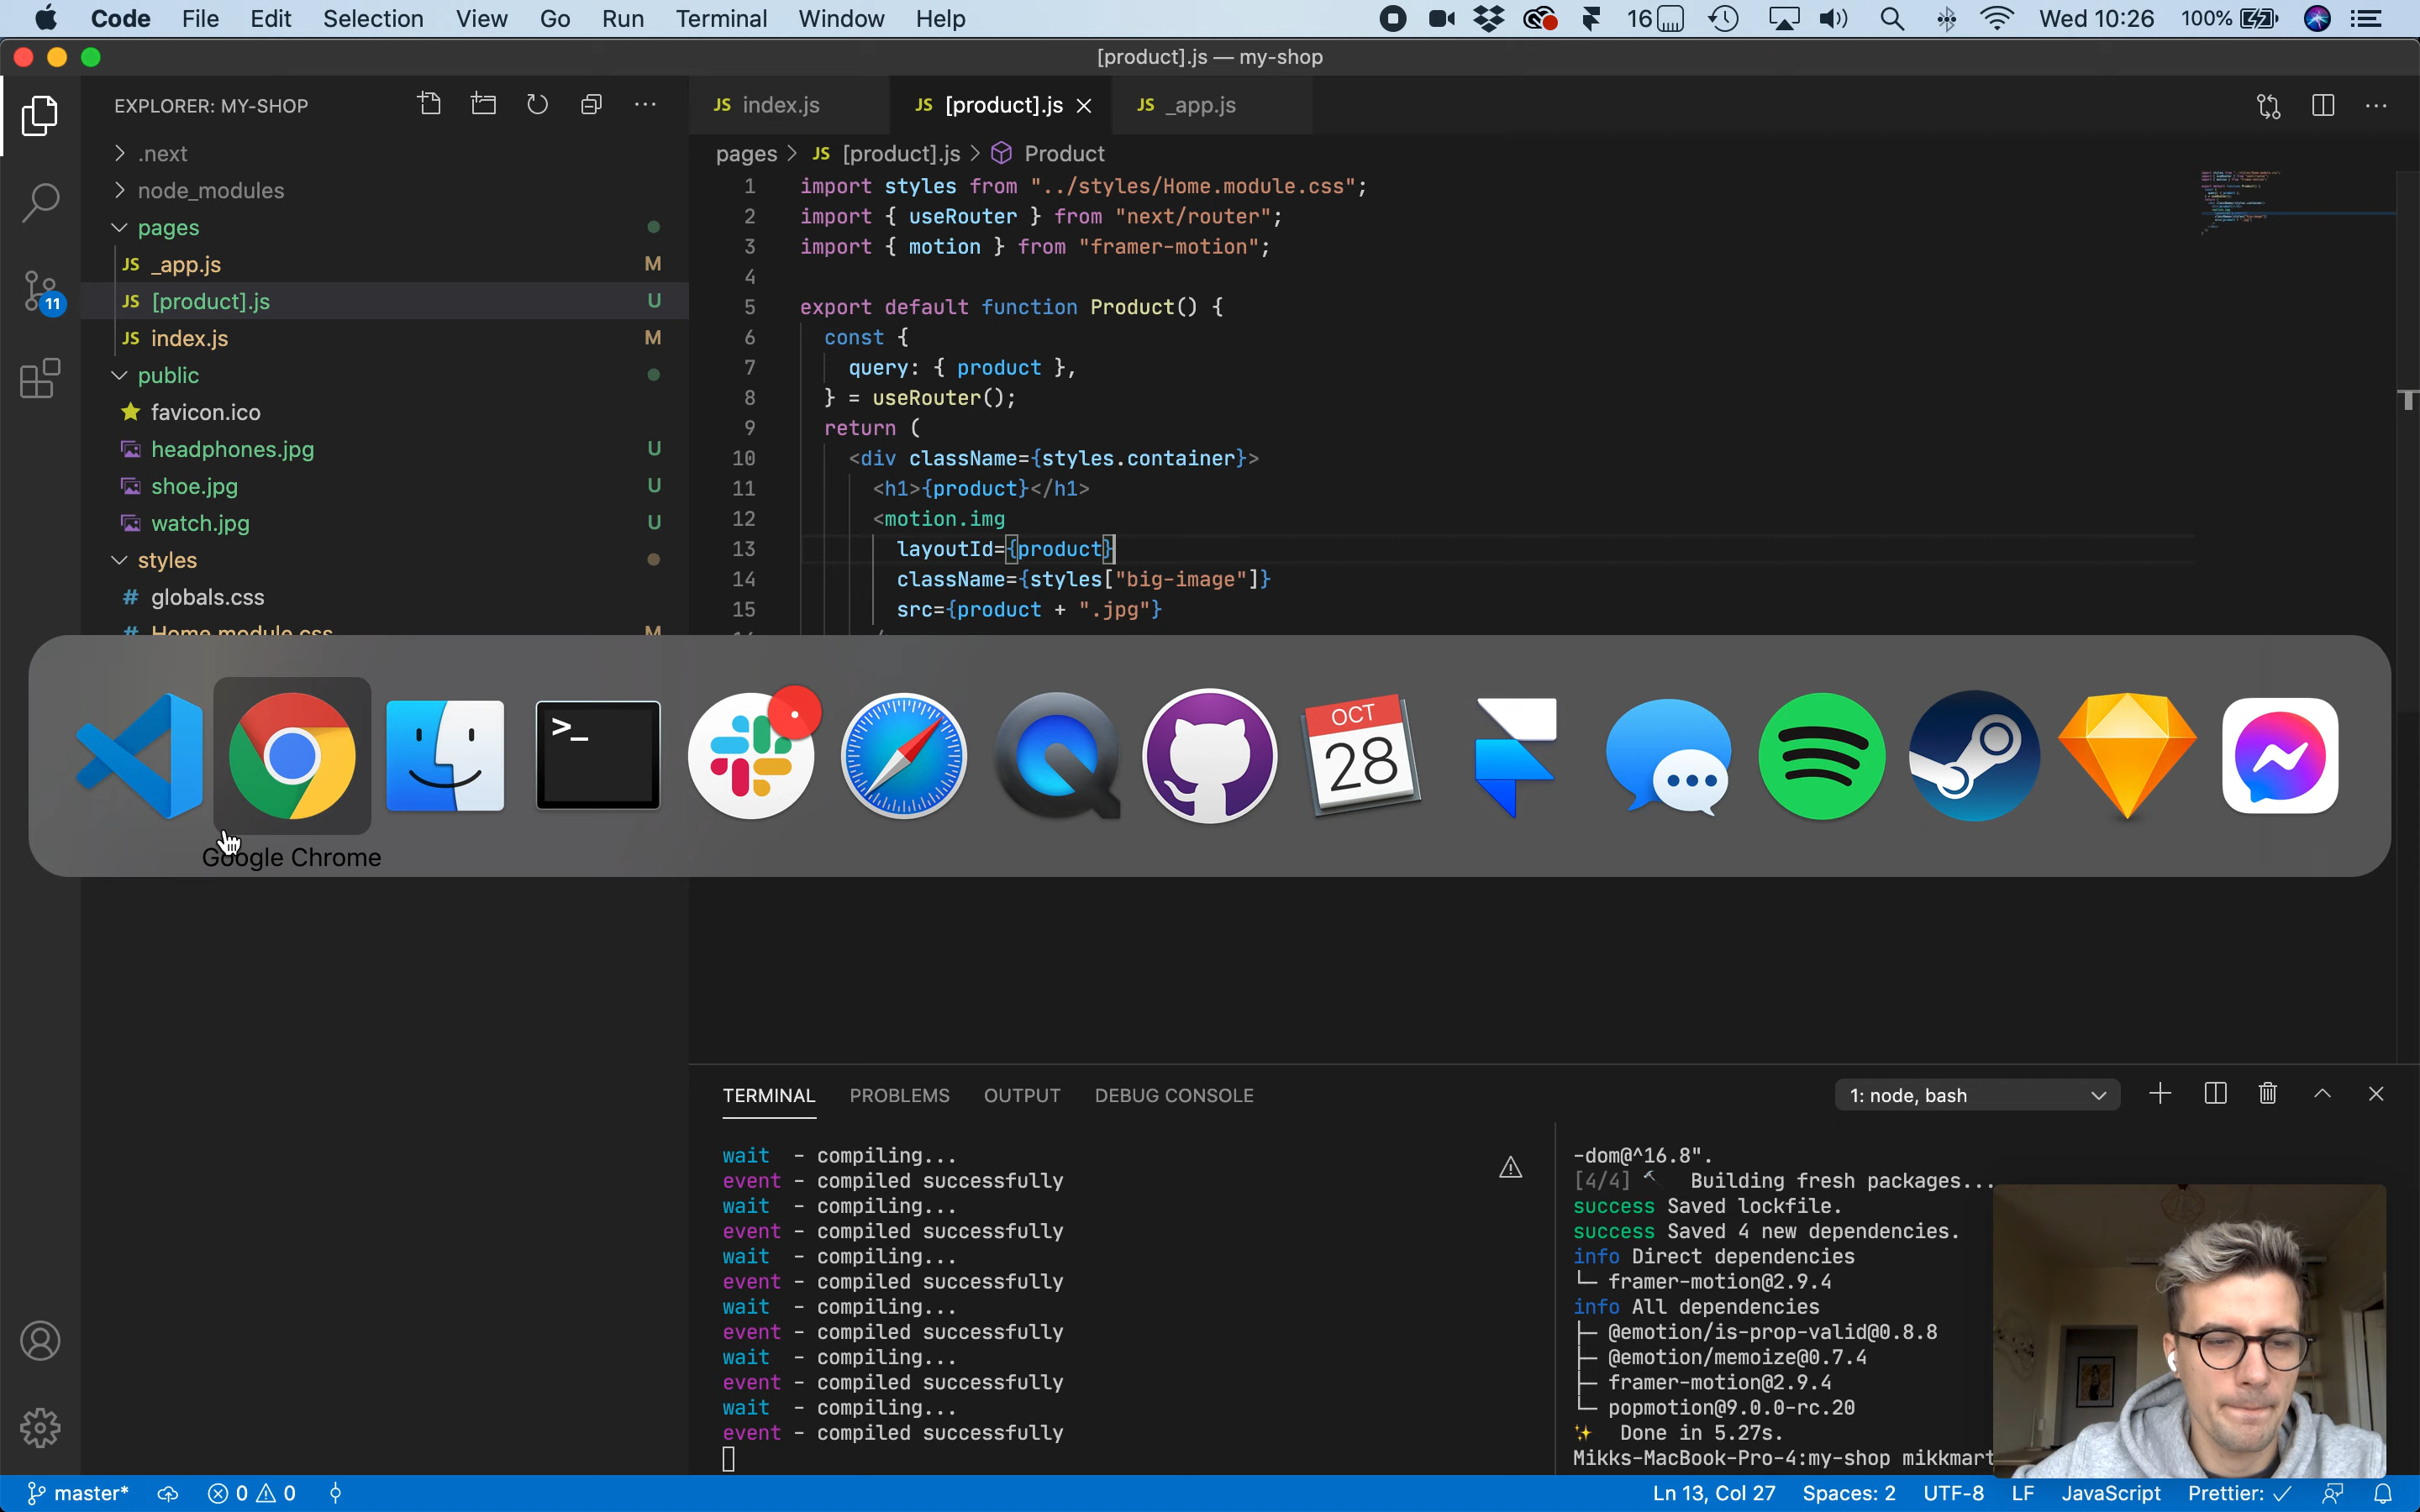 Code File Edit Selection View Go Run Terminal Window Help 16 Wed 10:26 100%
[product].js — my-shop
EXPLORER: MY-SHOP
.next
node_modules
pages
JS _app.js M
JS [product].js U
JS index.js M
public
favicon.ico
headphones.jpg U
shoe.jpg U
watch.jpg U
styles
# globals.css
# Home.module.css M
11
JS index.js JS [product].js JS _app.js
pages > JS [product].js > Product
1 import styles from "../styles/Home.module.css";
2 import { useRouter } from "next/router";
3 import { motion } from "framer-motion";
4
5 export default function Product() {
6 const {
7 query: { product },
8 } = useRouter();
9 return (
10 <div className={styles.container}>
11 <h1>{product}</h1>
12 <motion.img
13 layoutId={product}
14 className={styles["big-image"]}
15 src={product + ".jpg"}
>_
OCT
28
Google Chrome
TERMINAL PROBLEMS OUTPUT DEBUG CONSOLE 1: node, bash
wait - compiling...
event - compiled successfully
wait - compiling...
event - compiled successfully
wait - compiling...
event - compiled successfully
wait - compiling...
event - compiled successfully
wait - compiling...
event - compiled successfully
wait - compiling...
event - compiled successfully
-dom@^16.8".
[4/4] Building fresh packages...
success Saved lockfile.
success Saved 4 new dependencies.
info Direct dependencies
└─ framer-motion@2.9.4
info All dependencies
├─ @emotion/is-prop-valid@0.8.8
├─ @emotion/memoize@0.7.4
├─ framer-motion@2.9.4
└─ popmotion@9.0.0-rc.20
✨ Done in 5.27s.
Mikks-MacBook-Pro-4:my-shop mikkmart
master* 0 0 Ln 13, Col 27 Spaces: 2 UTF-8 LF JavaScript Prettier: ✓